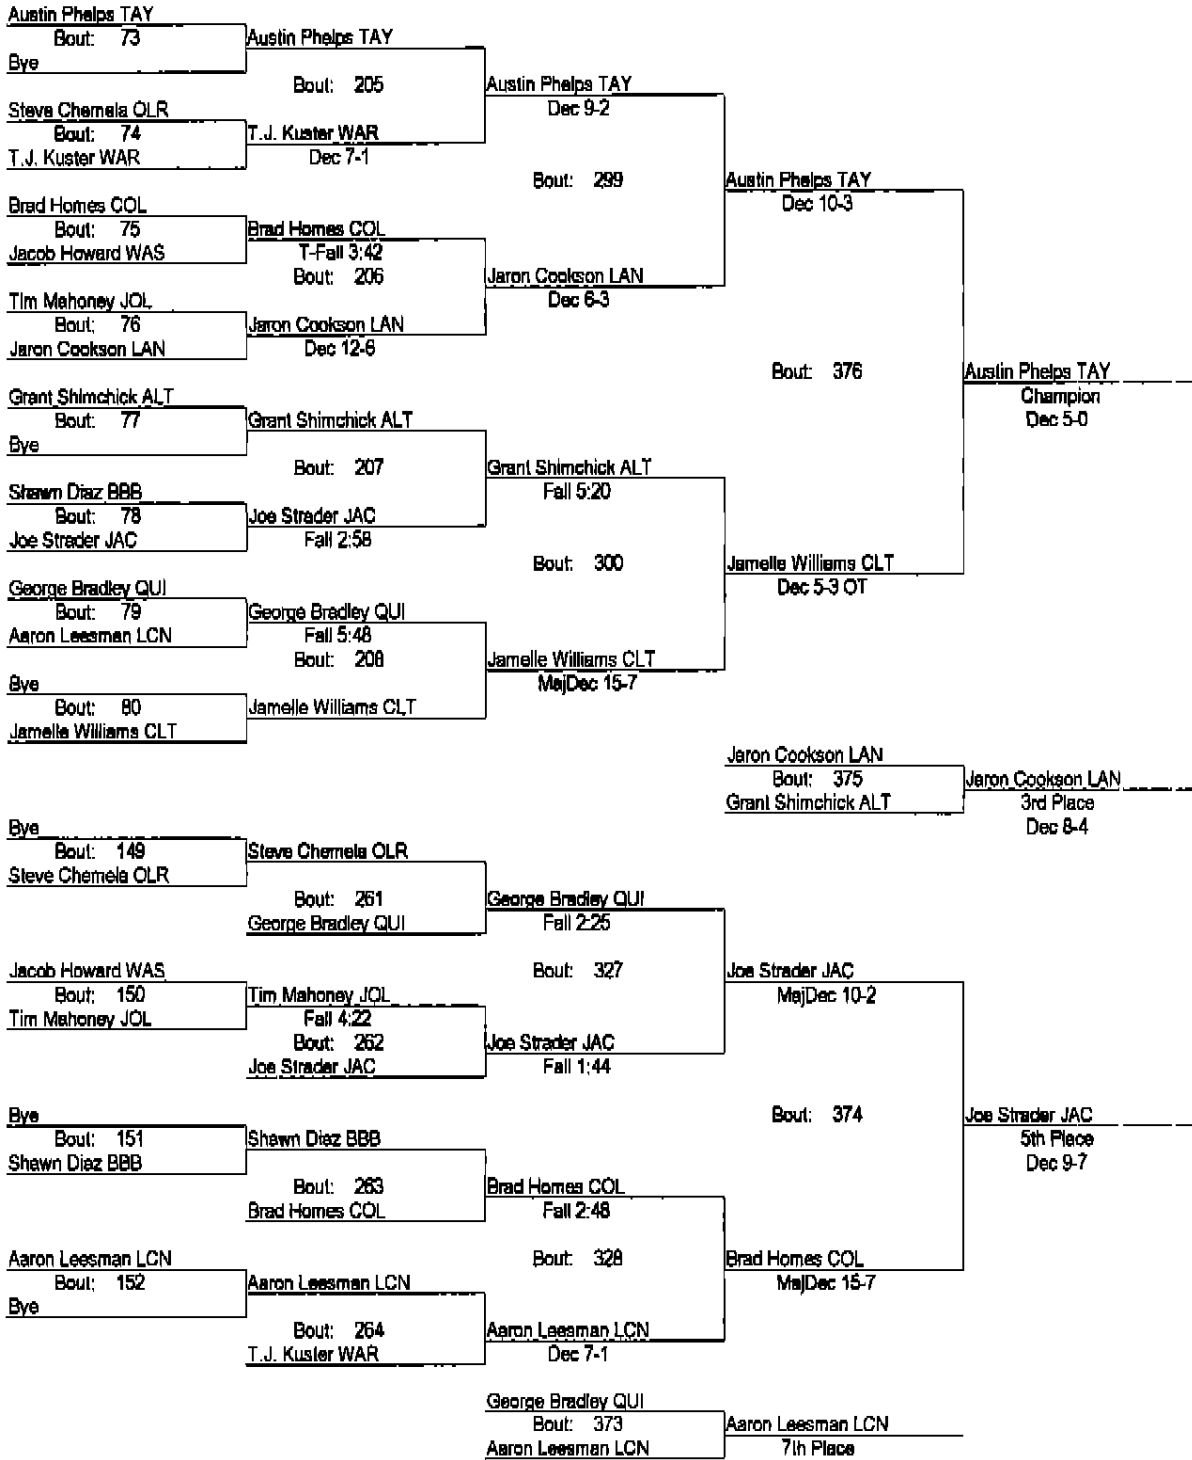 Austin Phelps TAY
Bout: 73
Bye
Austin Phelps TAY
Bout: 205
Steve Chemela OLR
Bout: 74
T.J. Kuster WAR
T.J. Kuster WAR
Dec 7-1
Austin Phelps TAY
Dec 9-2
Bout: 299
Brad Homes COL
Bout: 75
Jacob Howard WAS
Brad Homes COL
T-Fall 3:42
Bout: 206
Tim Mahoney JOL
Bout: 76
Jaron Cookson LAN
Jaron Cookson LAN
Dec 12-6
Jaron Cookson LAN
Dec 6-3
Austin Phelps TAY
Dec 10-3
Bout: 376
Austin Phelps TAY
Champion
Dec 5-0
Grant Shimchick ALT
Bout: 77
Bye
Grant Shimchick ALT
Bout: 207
Shawn Diaz BBB
Bout: 78
Joe Strader JAC
Joe Strader JAC
Fall 2:58
Grant Shimchick ALT
Fall 5:20
Bout: 300
George Bradley QUI
Bout: 79
Aaron Leesman LCN
George Bradley QUI
Fall 5:48
Bout: 208
Bye
Bout: 80
Jamelle Williams CLT
Jamelle Williams CLT
Jamelle Williams CLT
MajDec 15-7
Jamelle Williams CLT
Dec 5-3 OT
Jaron Cookson LAN
Bout: 375
Grant Shimchick ALT
Jaron Cookson LAN
3rd Place
Dec 8-4
Bye
Bout: 149
Steve Chemela OLR
Steve Chemela OLR
Bout: 261
George Bradley QUI
George Bradley QUI
Fall 2:25
Bout: 327
Jacob Howard WAS
Bout: 150
Tim Mahoney JOL
Tim Mahoney JOL
Fall 4:22
Bout: 262
Joe Strader JAC
Joe Strader JAC
Fall 1:44
Joe Strader JAC
MajDec 10-2
Bout: 374
Joe Strader JAC
5th Place
Dec 9-7
Bye
Bout: 151
Shawn Diaz BBB
Shawn Diaz BBB
Bout: 263
Brad Homes COL
Brad Homes COL
Fall 2:48
Bout: 328
Brad Homes COL
MajDec 15-7
Aaron Leesman LCN
Bout: 152
Bye
Aaron Leesman LCN
Bout: 264
T.J. Kuster WAR
Aaron Leesman LCN
Dec 7-1
George Bradley QUI
Bout: 373
Aaron Leesman LCN
Aaron Leesman LCN
7th Place